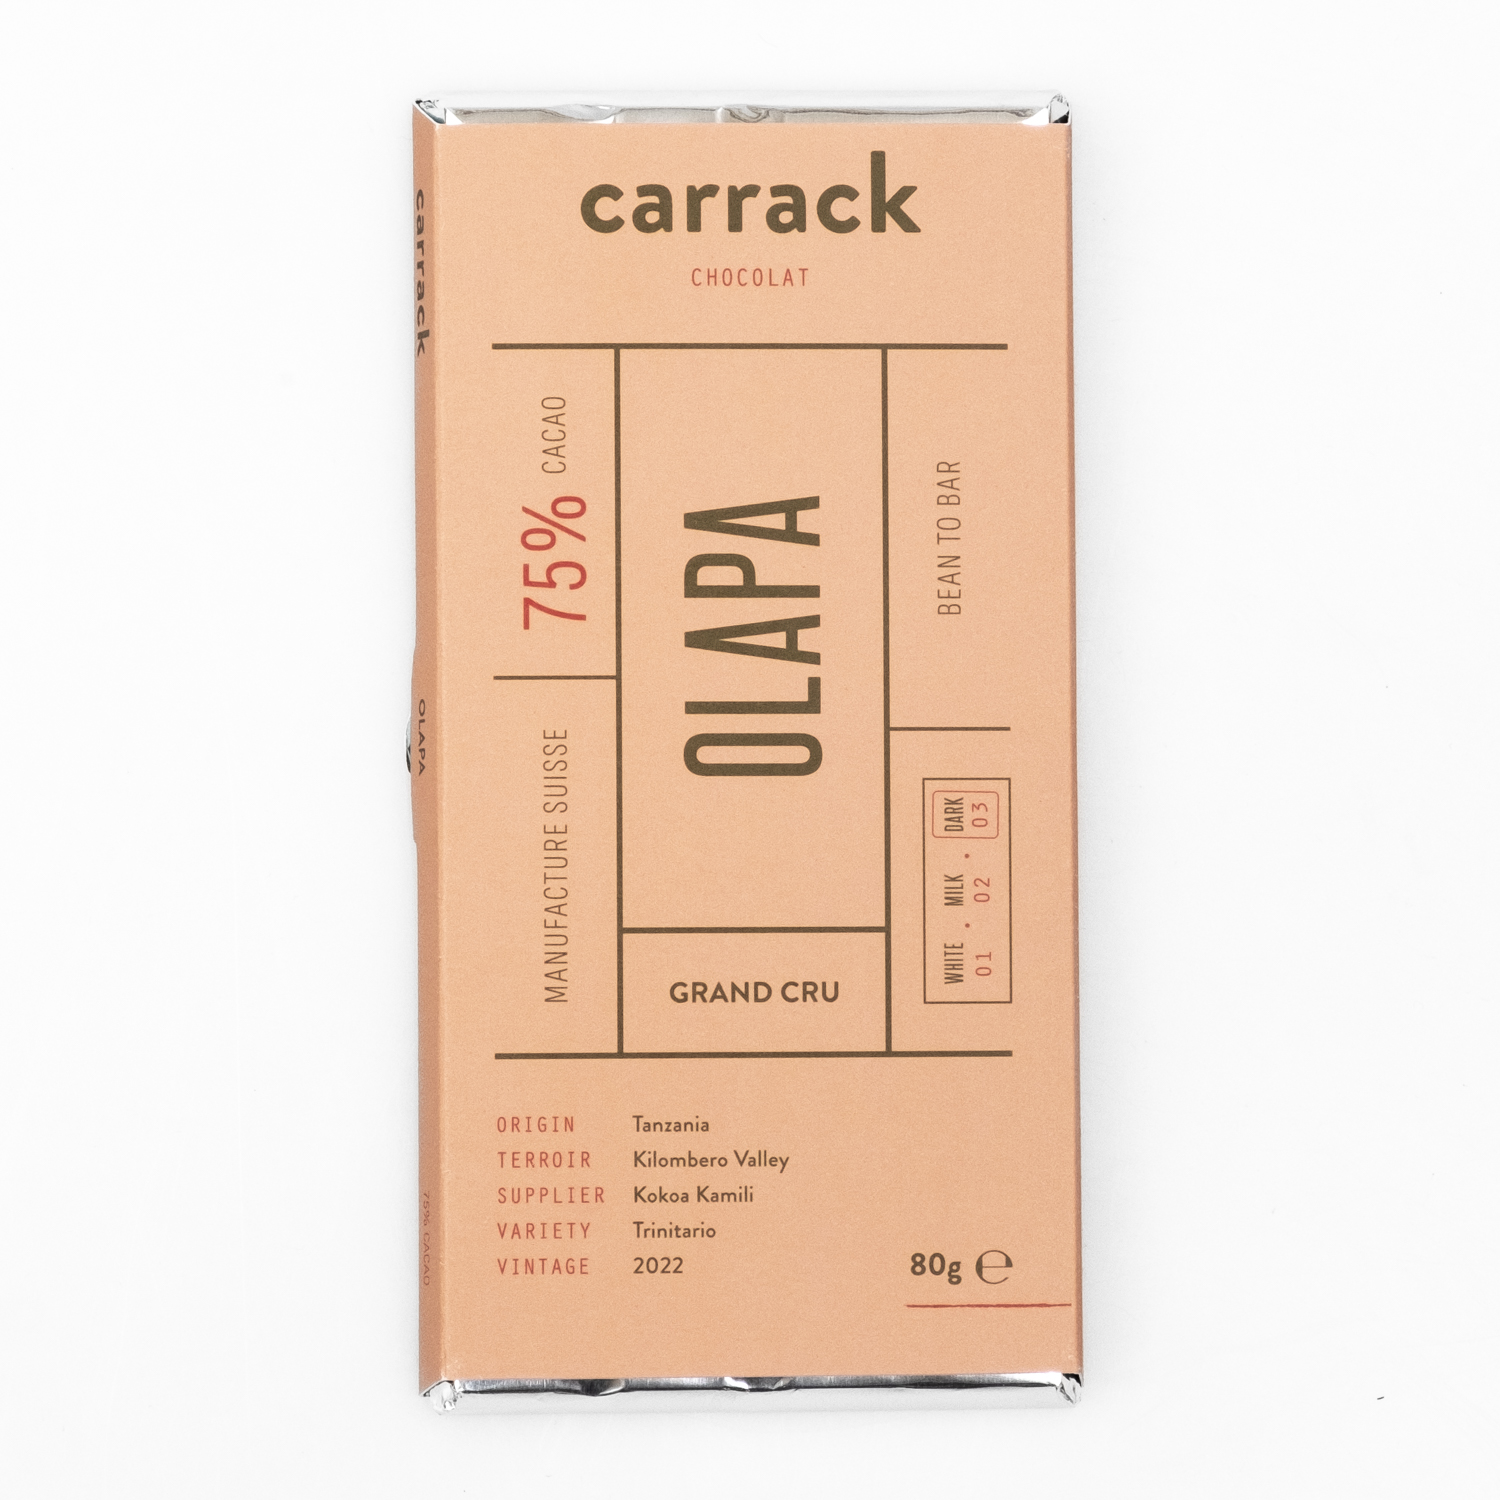 carrack
CHOCOLAT
75% CACAO
MANUFACTURE SUISSE
OLAPA
GRAND CRU
BEAN TO BAR
WHITE · MILK · DARK
01 · 02 · 03
ORIGIN Tanzania
TERROIR Kilombero Valley
SUPPLIER Kokoa Kamili
VARIETY Trinitario
VINTAGE 2022
80g ℮
carrack
OLAPA
75% CACAO